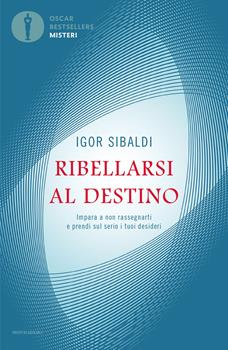 OSCAR
BESTSELLERS
MISTERI
IGOR SIBALDI
RIBELLARSI
AL DESTINO
Impara a non rassegnarti
e prendi sul serio i tuoi desideri
MONDADORI